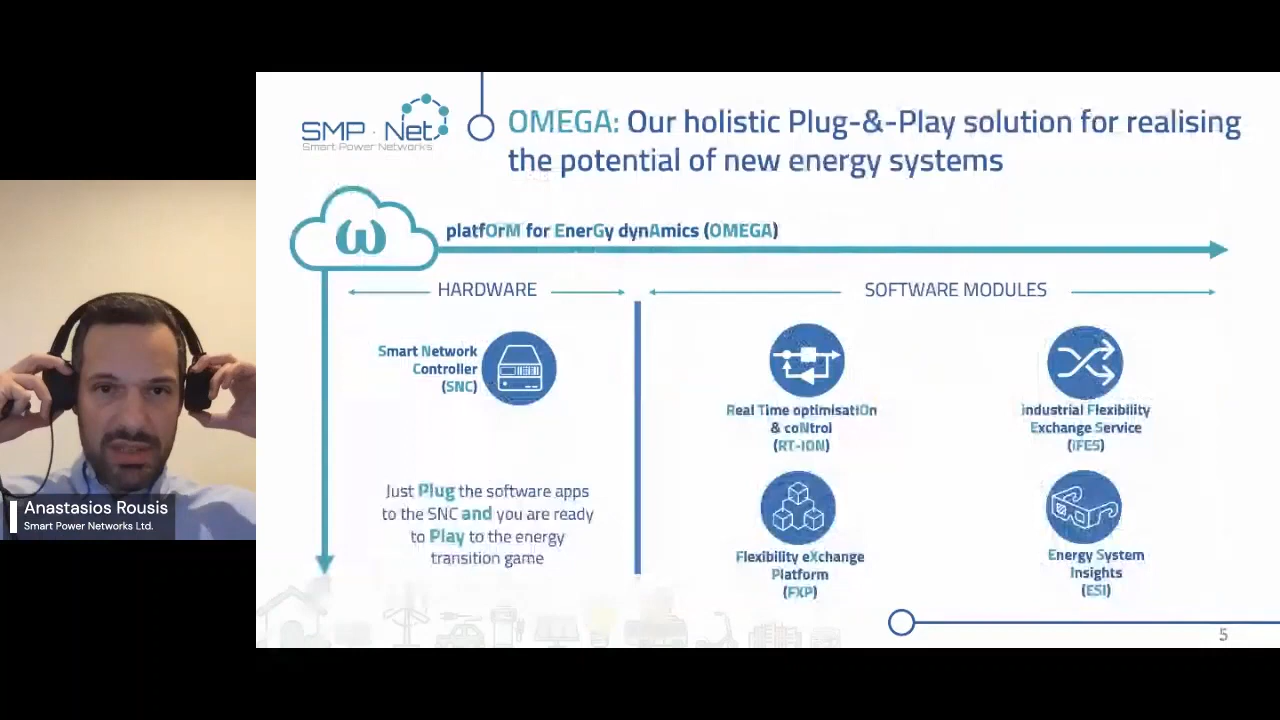 SMP · Net
Smart Power Networks
OMEGA: Our holistic Plug-&-Play solution for realising
the potential of new energy systems
ω
platfOrM for EnerGy dynAmics (OMEGA)
HARDWARE
SOFTWARE MODULES
Smart Network
Controller
(SNC)
Real Time optimisatIOn
& coNtrol
(RT-ION)
Industrial Flexibility
Exchange Service
(iFES)
Just Plug the software apps
to the SNC and you are ready
to Play to the energy
transition game
Flexibility eXchange
Platform
(FXP)
Energy System
Insights
(ESI)
Anastasios Rousis
Smart Power Networks Ltd.
5